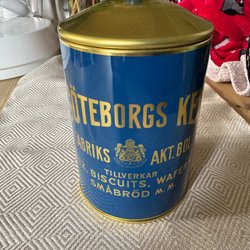 ÖTEBORGS KE
ABRIKS AKT. BOL
TILLVERKAR
X, BISCUITS, WAFE
SMÅBRÖD M. M.